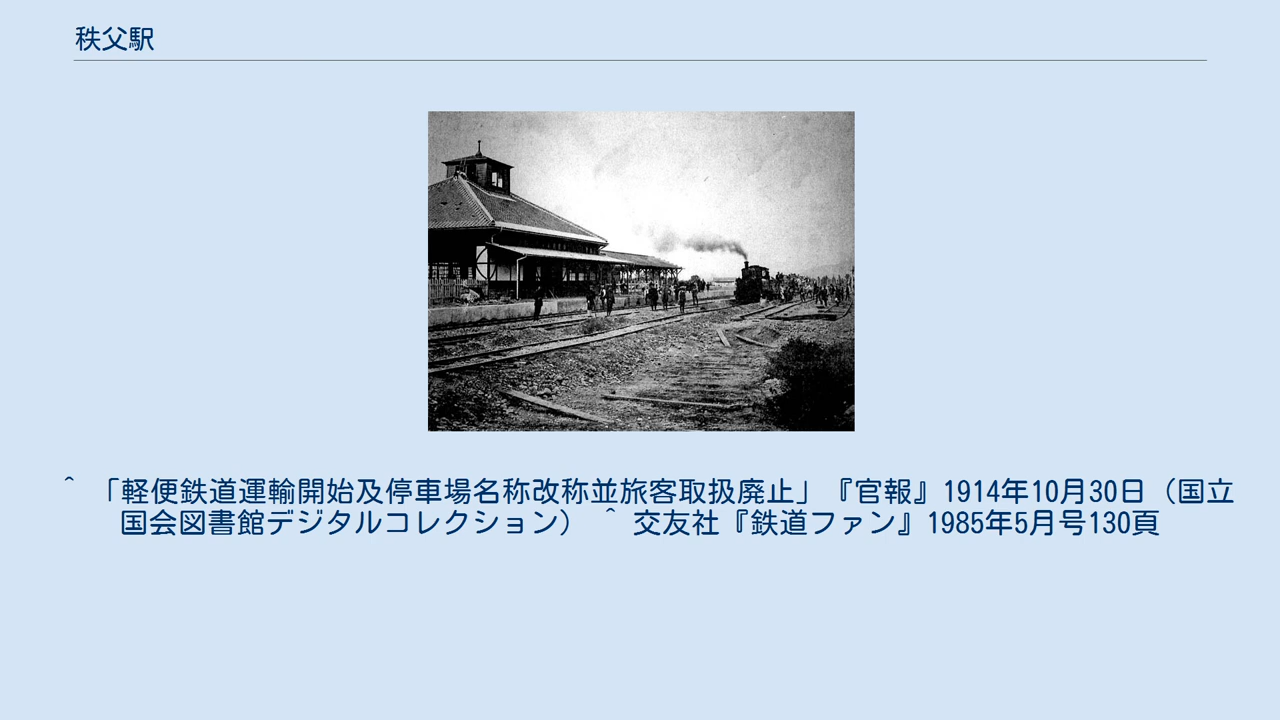 秩父駅
^ 「軽便鉄道運輸開始及停車場名称改称並旅客取扱廃止」『官報』1914年10月30日（国立
国会図書館デジタルコレクション） ^ 交友社『鉄道ファン』1985年5月号130頁